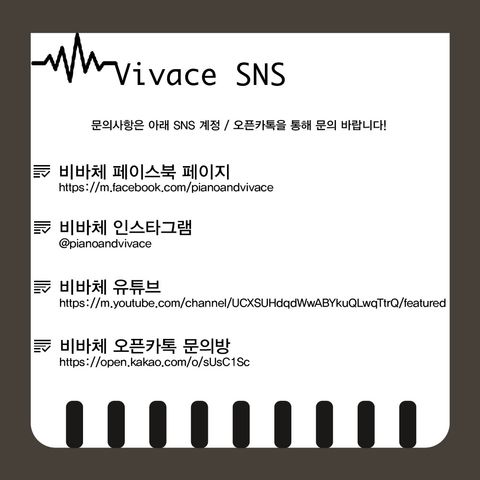 Vivace SNS
문의사항은 아래 SNS 계정 / 오픈카톡을 통해 문의 바랍니다!
비바체 페이스북 페이지
https://m.facebook.com/pianoandvivace
비바체 인스타그램
@pianoandvivace
비바체 유튜브
https://m.youtube.com/channel/UCXSUHdqdWwABYkuQLwqTtrQ/featured
비바체 오픈카톡 문의방
https://open.kakao.com/o/sUsC1Sc